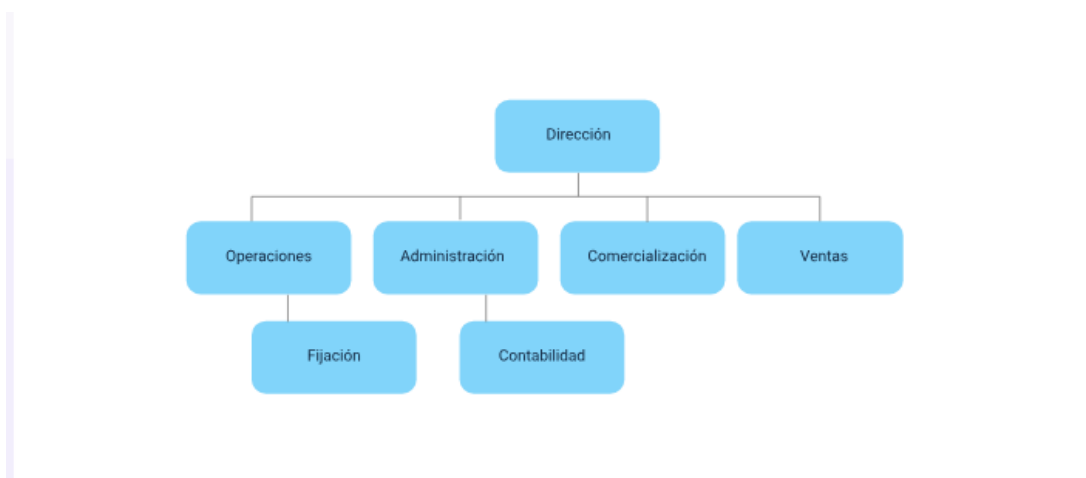 Dirección
Operaciones
Administración
Comercialización
Ventas
Fijación
Contabilidad